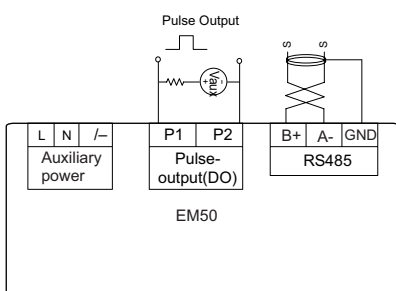 Pulse Output
S S
+ Vaux -
L N /–
P1 P2
B+ A- GND
Auxiliary
power
Pulse-
output(DO)
RS485
EM50